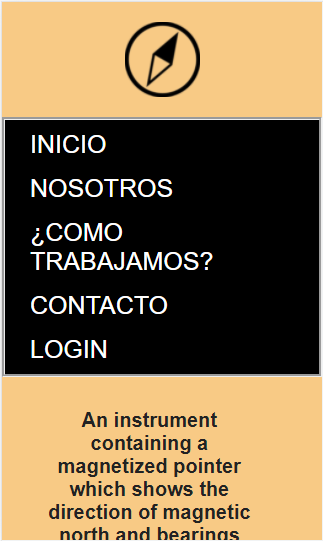 INICIO
NOSOTROS
¿COMO
TRABAJAMOS?
CONTACTO
LOGIN
An instrument
containing a
magnetized pointer
which shows the
direction of magnetic
north and bearings